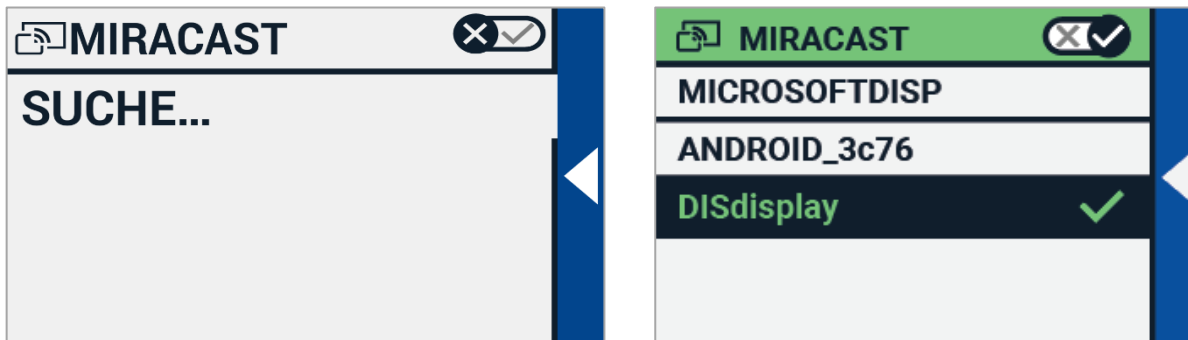 MIRACAST
SUCHE...
MIRACAST
MICROSOFTDISP
ANDROID_3c76
DISdisplay